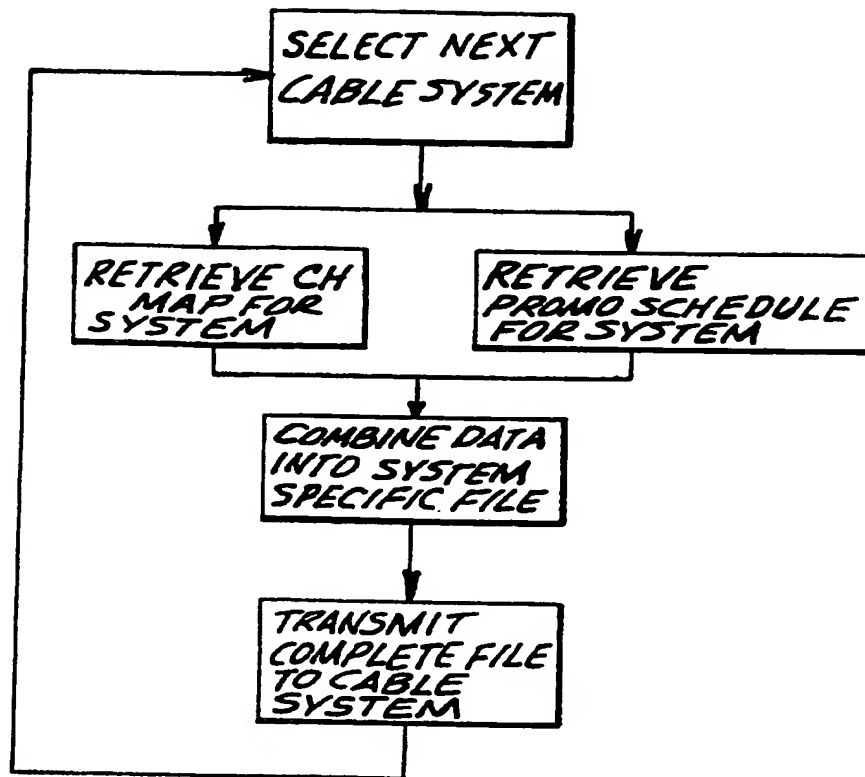 SELECT NEXT
CABLE SYSTEM
RETRIEVE CH
MAP FOR
SYSTEM
RETRIEVE
PROMO SCHEDULE
FOR SYSTEM
COMBINE DATA
INTO SYSTEM
SPECIFIC FILE
TRANSMIT
COMPLETE FILE
TO CABLE
SYSTEM